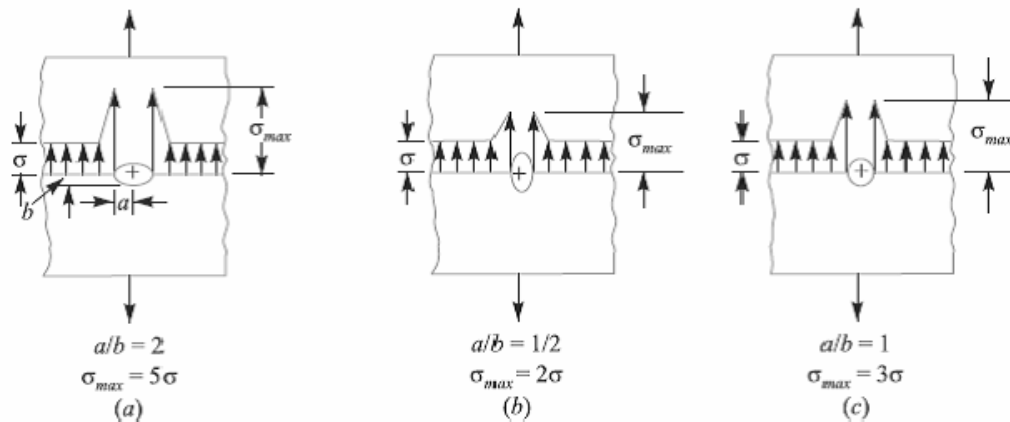 σ
b
a
σmax
a/b = 2
σmax = 5σ
(a)
σ
σmax
a/b = 1/2
σmax = 2σ
(b)
σ
σmax
a/b = 1
σmax = 3σ
(c)